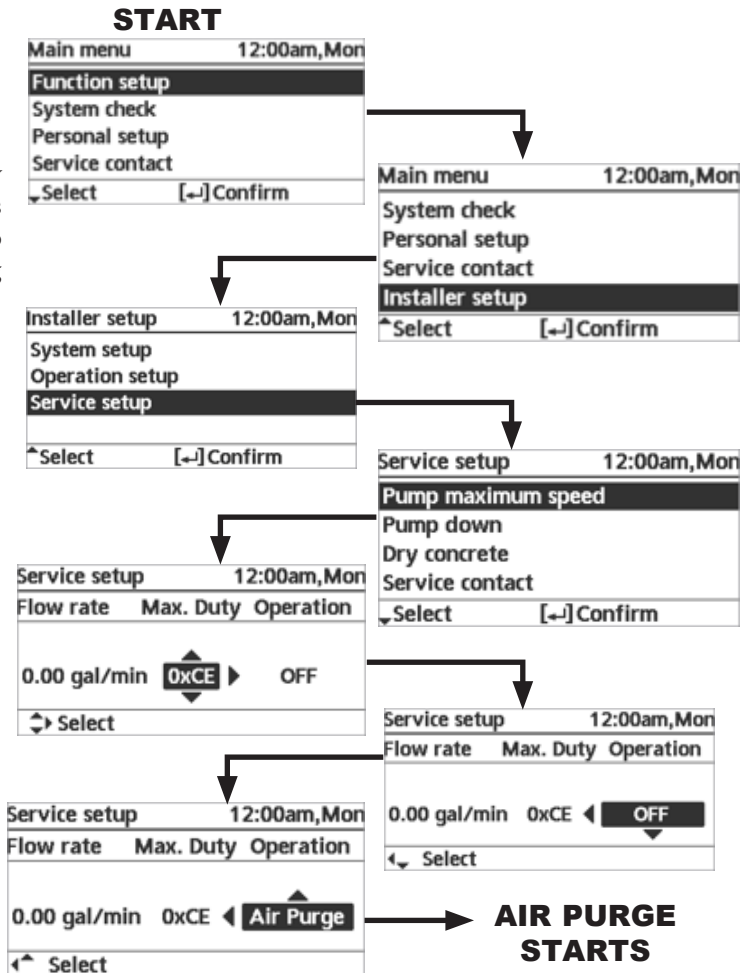 START
Main menu 12:00am,Mon
Function setup
System check
Personal setup
Service contact
Select [↵]Confirm
Main menu 12:00am,Mon
System check
Personal setup
Service contact
Installer setup
Select [↵]Confirm
Installer setup 12:00am,Mon
System setup
Operation setup
Service setup
Select [↵]Confirm
Service setup 12:00am,Mon
Pump maximum speed
Pump down
Dry concrete
Service contact
Select [↵]Confirm
Service setup 12:00am,Mon
Flow rate Max. Duty Operation
0.00 gal/min 0xCE OFF
Select
Service setup 12:00am,Mon
Flow rate Max. Duty Operation
0.00 gal/min 0xCE OFF
Select
Service setup 12:00am,Mon
Flow rate Max. Duty Operation
0.00 gal/min 0xCE Air Purge
Select
AIR PURGE
STARTS